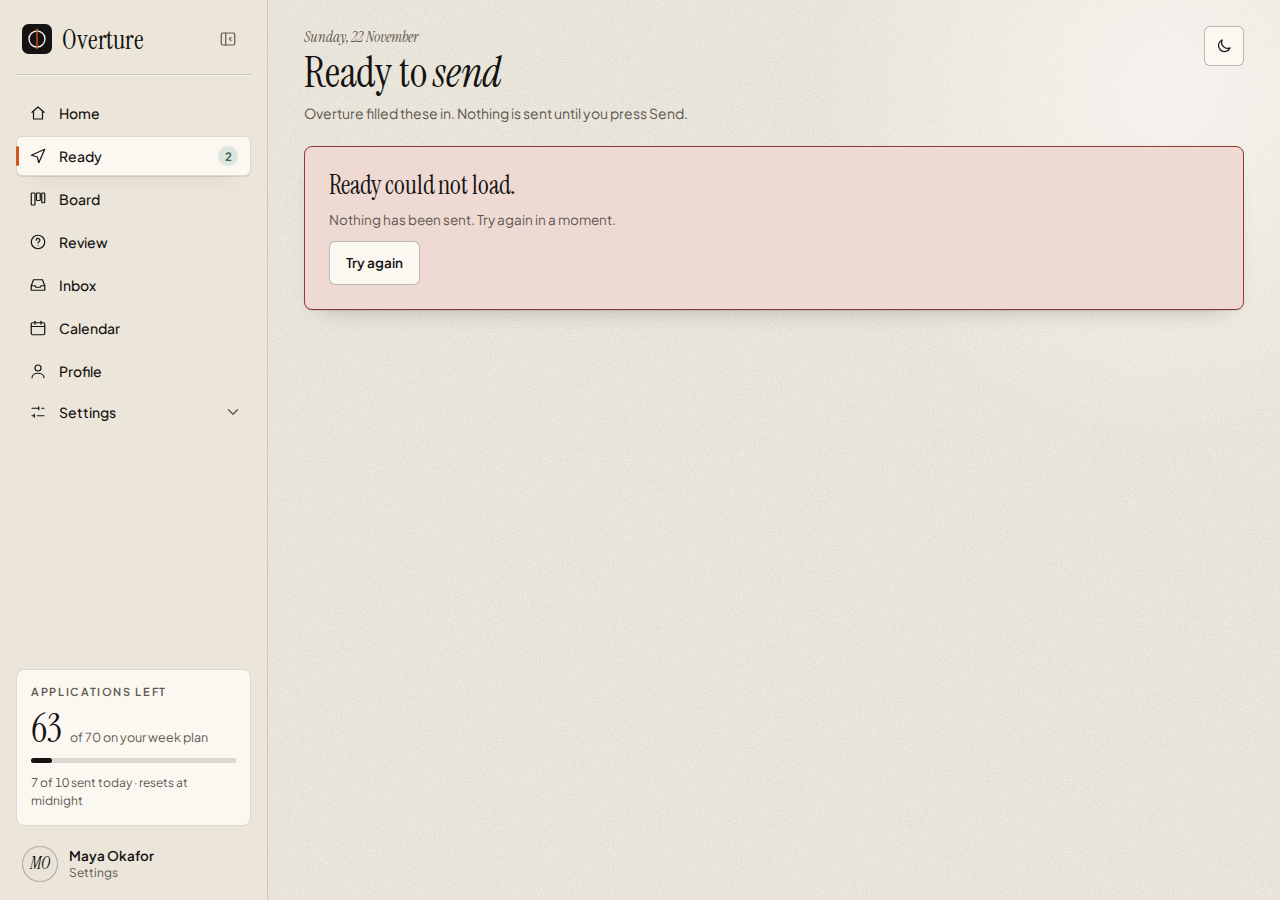 Overture
Home
Ready 2
Board
Review
Inbox
Calendar
Profile
Settings
APPLICATIONS LEFT
63 of 70 on your week plan
7 of 10 sent today · resets at
midnight
MO
Maya Okafor
Settings
Sunday, 22 November
Ready to send
Overture filled these in. Nothing is sent until you press Send.
Ready could not load.
Nothing has been sent. Try again in a moment.
Try again